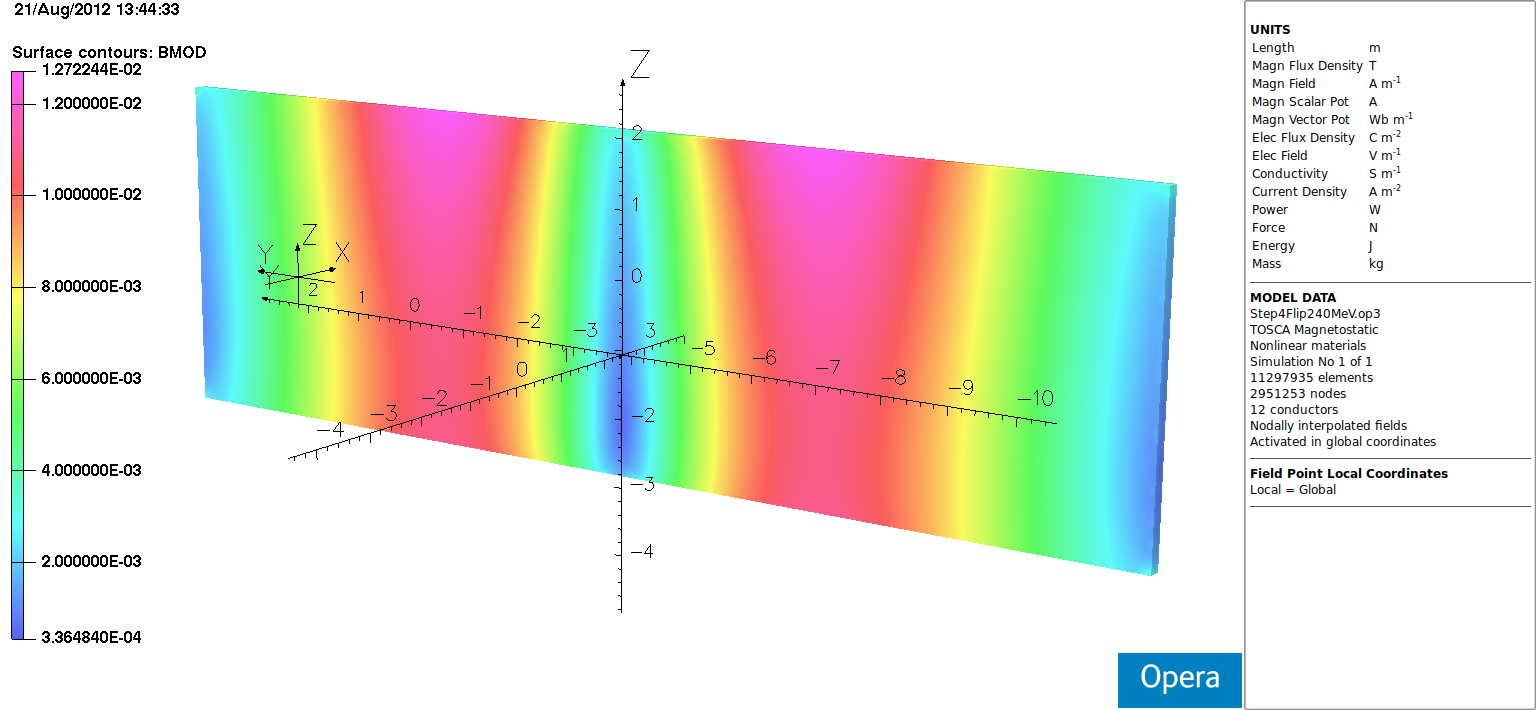 21/Aug/2012 13:44:33
Surface contours: BMOD
1.272244E-02
1.200000E-02
1.000000E-02
8.000000E-03
6.000000E-03
4.000000E-03
2.000000E-03
3.364840E-04
Z
2
1
0
-2
-3
-4
Z
Y
X
Y
2
1
0
-1
-2
-3
-5
-6
-7
-8
-9
-10
3
1
0
-1
-2
-3
-4
Opera
UNITS
Length m
Magn Flux Density T
Magn Field A m-1
Magn Scalar Pot A
Magn Vector Pot Wb m-1
Elec Flux Density C m-2
Elec Field V m-1
Conductivity S m-1
Current Density A m-2
Power W
Force N
Energy J
Mass kg
MODEL DATA
Step4Flip240MeV.op3
TOSCA Magnetostatic
Nonlinear materials
Simulation No 1 of 1
11297935 elements
2951253 nodes
12 conductors
Nodally interpolated fields
Activated in global coordinates
Field Point Local Coordinates
Local = Global